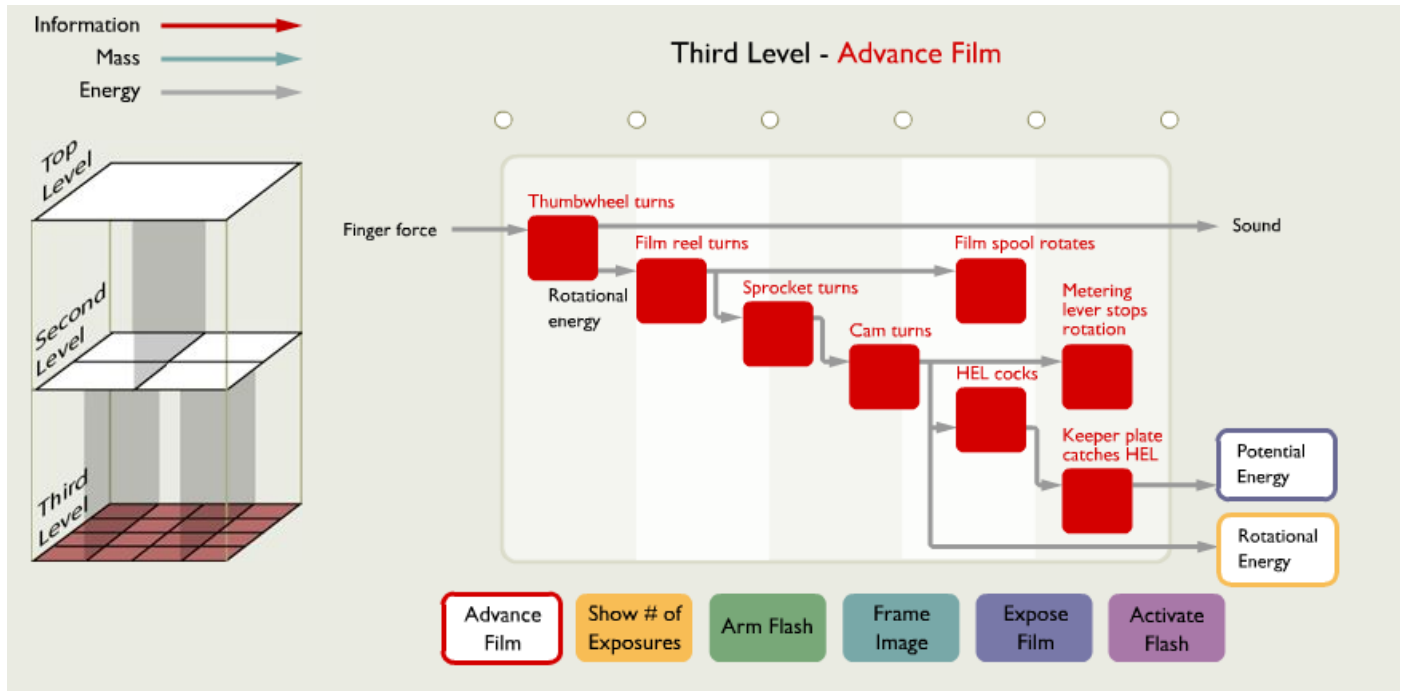 Information
Mass
Energy
Third Level - Advance Film
Top
Level
Second
Level
Third
Level
Finger force
Thumbwheel turns
Sound
Film reel turns
Film spool rotates
Rotational
energy
Sprocket turns
Metering
lever stops
rotation
Cam turns
HEL cocks
Keeper plate
catches HEL
Potential
Energy
Rotational
Energy
Advance
Film
Show # of
Exposures
Arm Flash
Frame
Image
Expose
Film
Activate
Flash